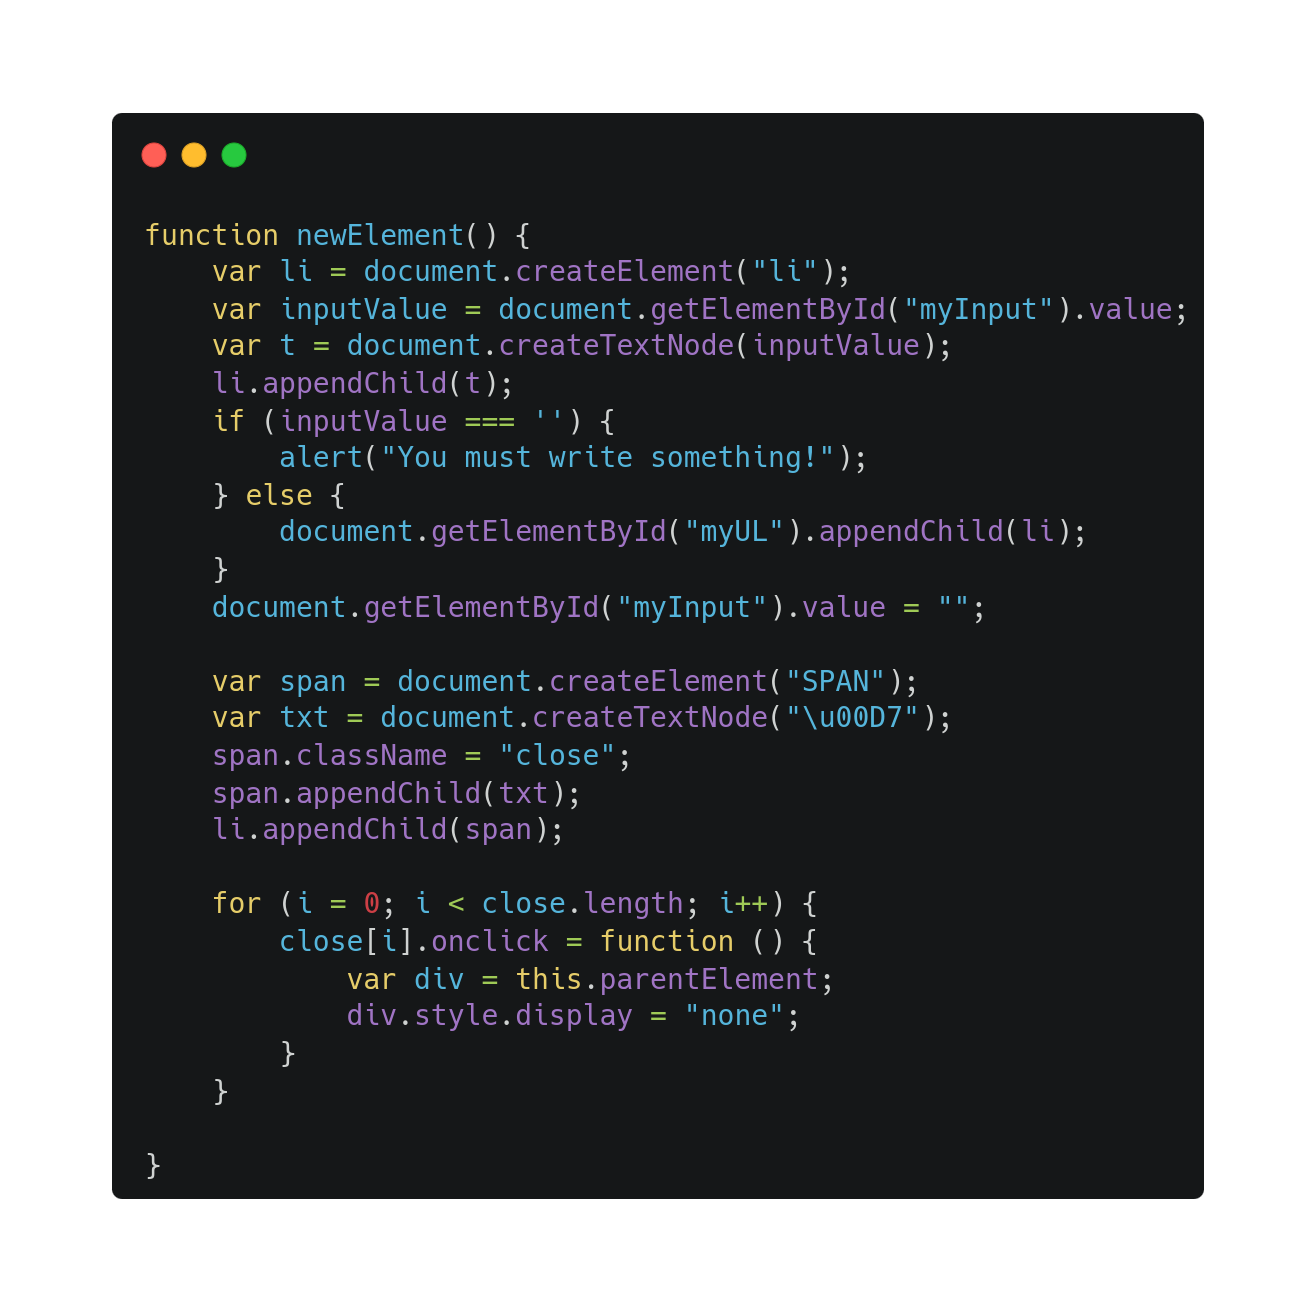 function newElement() {
    var li = document.createElement("li");
    var inputValue = document.getElementById("myInput").value;
    var t = document.createTextNode(inputValue);
    li.appendChild(t);
    if (inputValue === '') {
        alert("You must write something!");
    } else {
        document.getElementById("myUL").appendChild(li);
    }
    document.getElementById("myInput").value = "";

    var span = document.createElement("SPAN");
    var txt = document.createTextNode("\u00D7");
    span.className = "close";
    span.appendChild(txt);
    li.appendChild(span);

    for (i = 0; i < close.length; i++) {
        close[i].onclick = function () {
            var div = this.parentElement;
            div.style.display = "none";
        }
    }

}